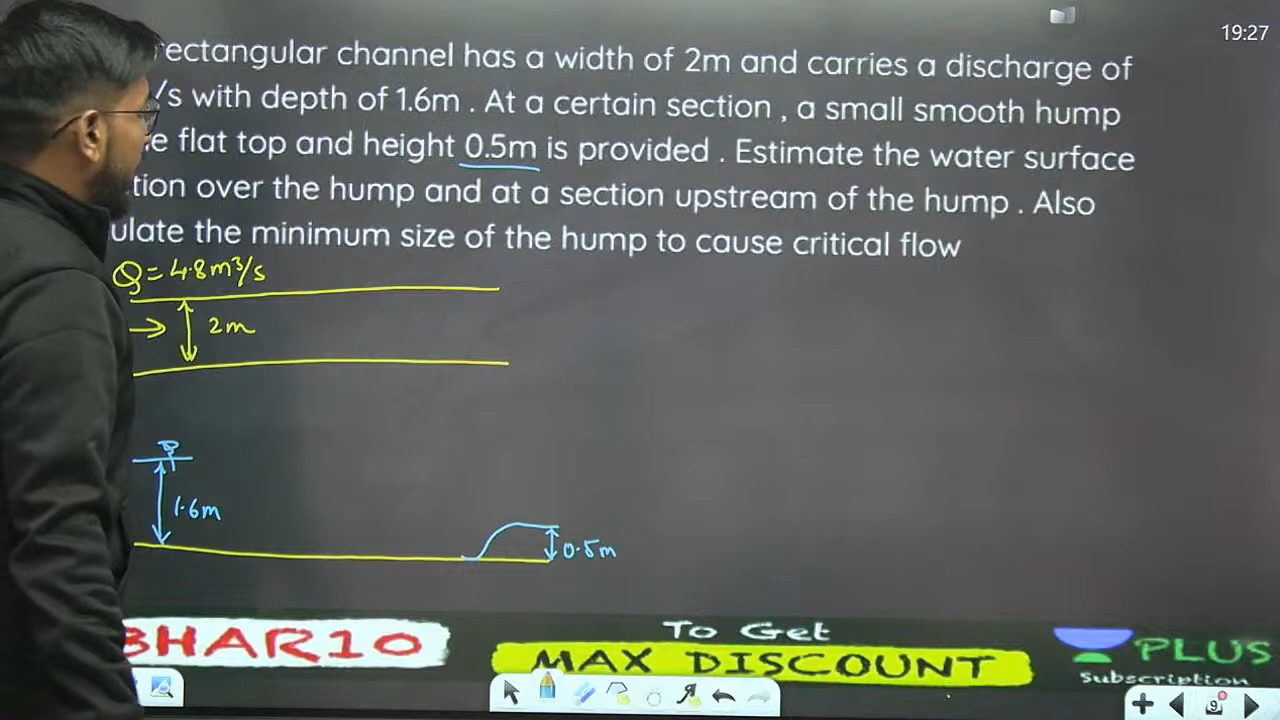 19:27
rectangular channel has a width of 2m and carries a discharge of
/s with depth of 1.6m . At a certain section , a small smooth hump
e flat top and height 0.5m is provided . Estimate the water surface
tion over the hump and at a section upstream of the hump . Also
ulate the minimum size of the hump to cause critical flow
Q = 4.8m³/s
2m
1.6m
0.5m
BHAR10
To Get
MAX DISCOUNT
PLUS
Subscription
9